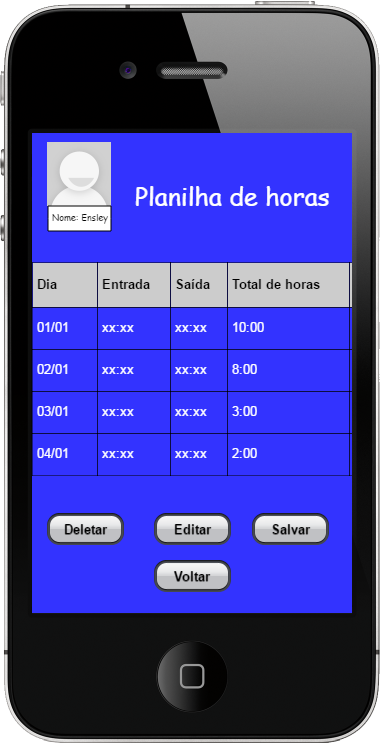 Planilha de horas
Nome: Ensley
Dia Entrada Saída Total de horas
01/01 xx:xx xx:xx 10:00
02/01 xx:xx xx:xx 8:00
03/01 xx:xx xx:xx 3:00
04/01 xx:xx xx:xx 2:00
Deletar Editar Salvar
Voltar